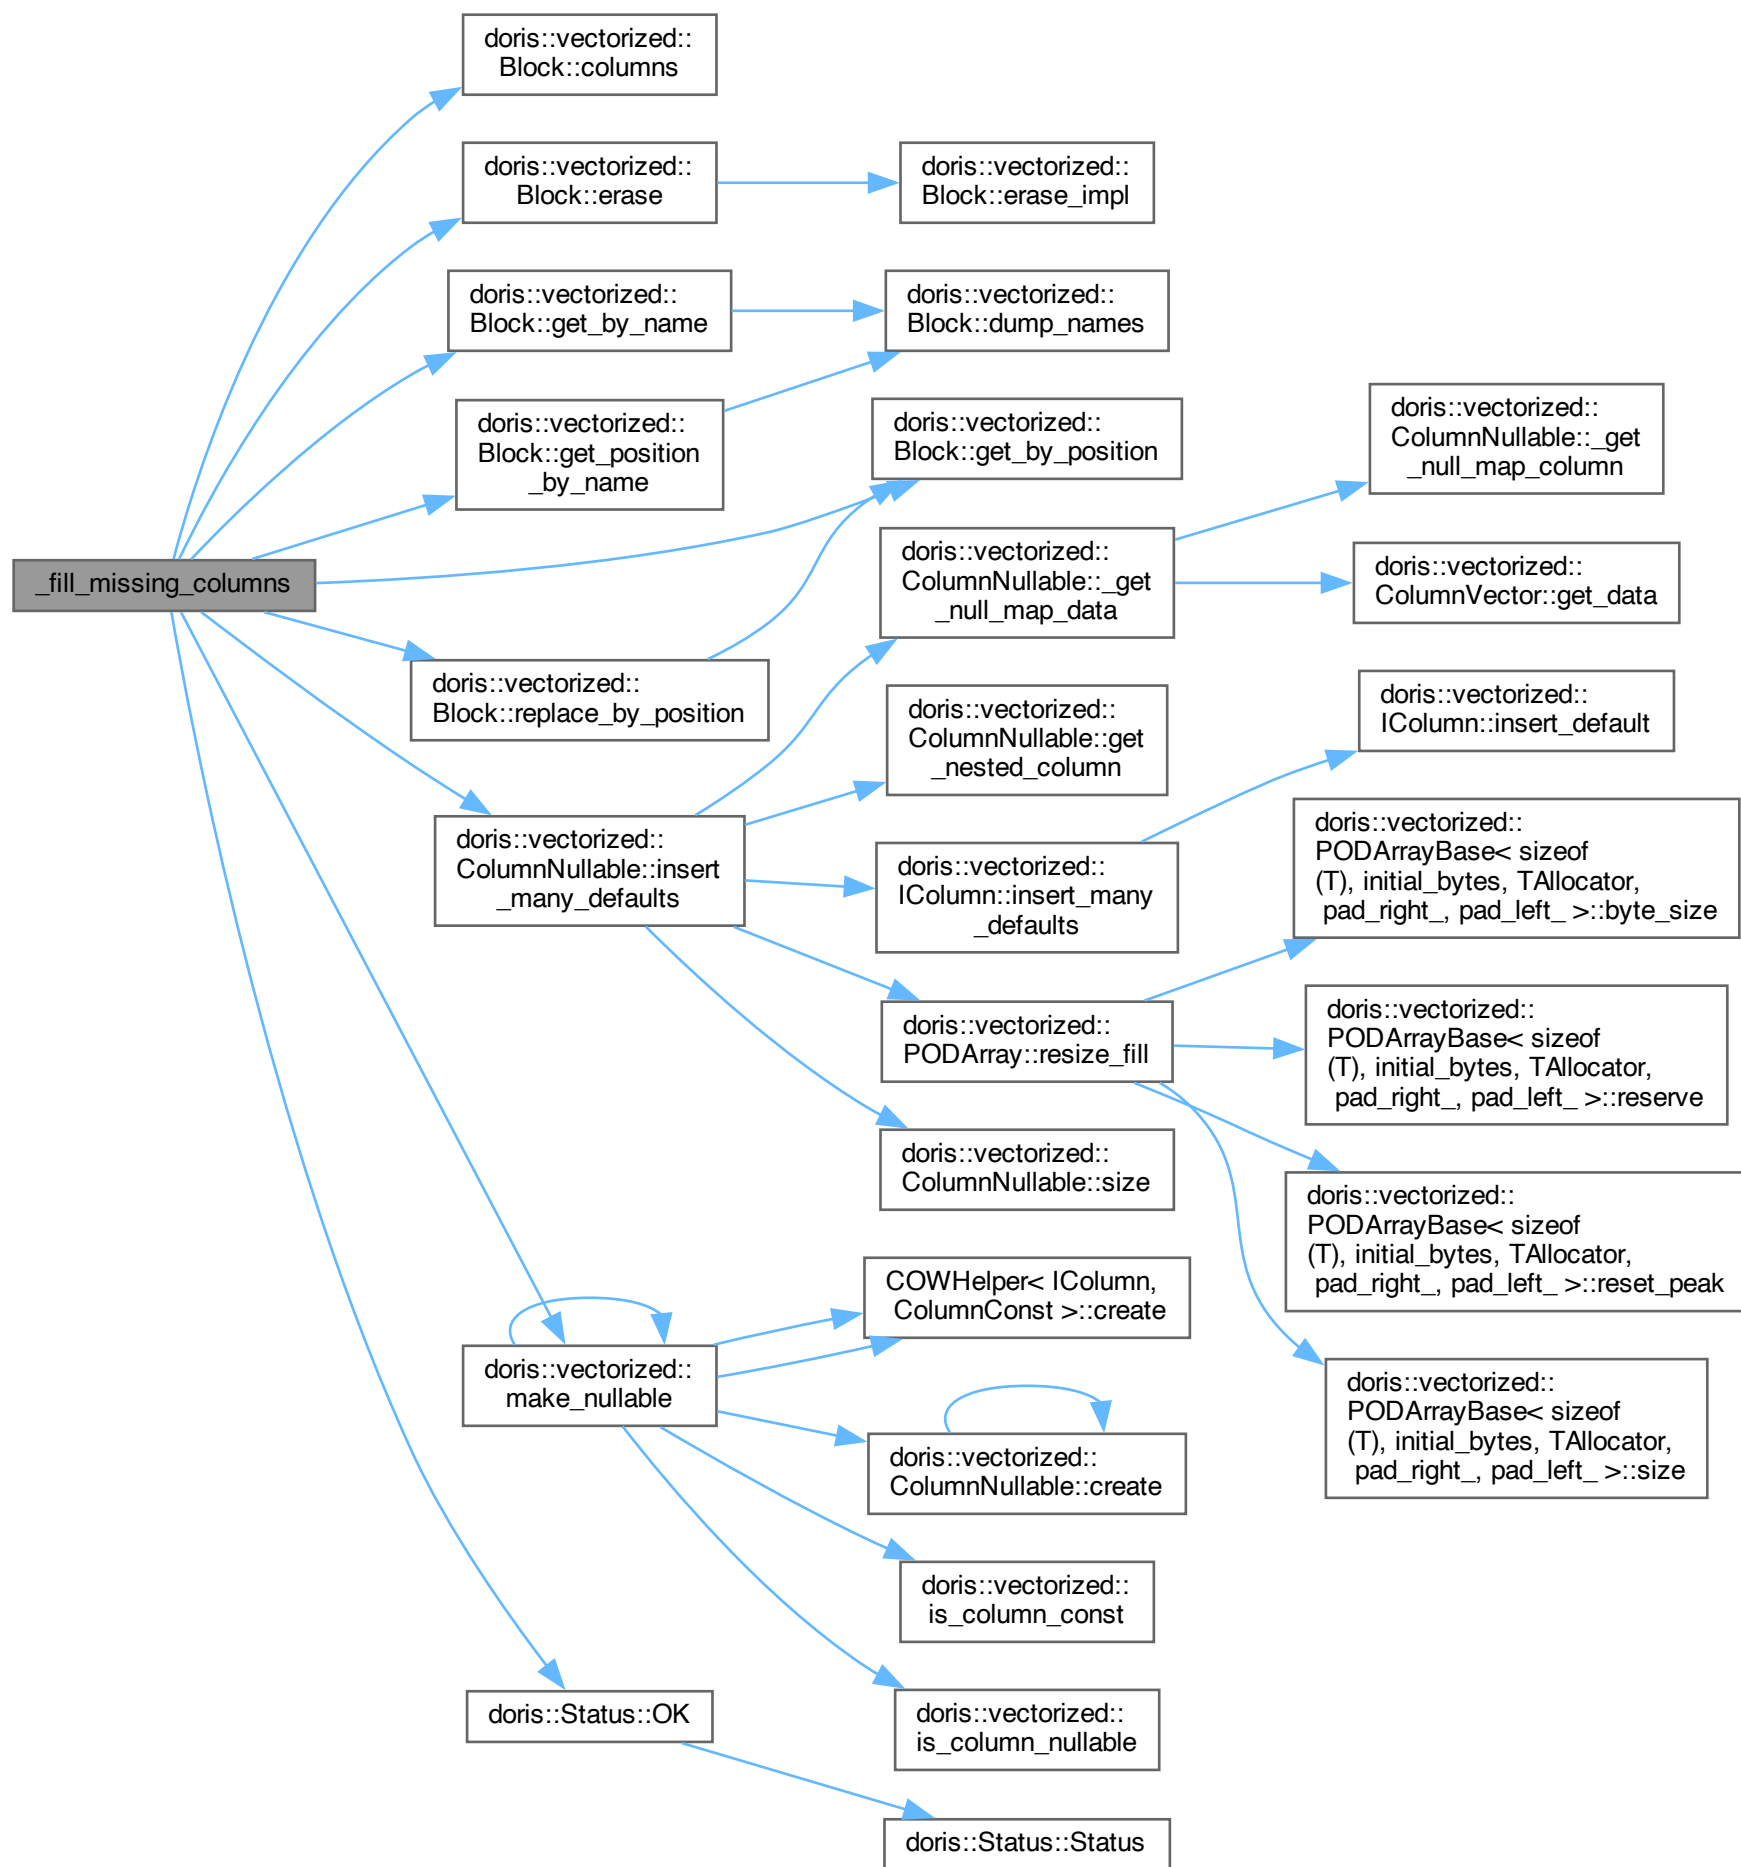 _fill_missing_columns
doris::vectorized::
Block::columns
doris::vectorized::
Block::erase
doris::vectorized::
Block::get_by_name
doris::vectorized::
Block::get_position
_by_name
doris::vectorized::
Block::replace_by_position
doris::vectorized::
ColumnNullable::insert
_many_defaults
doris::vectorized::
make_nullable
doris::Status::OK
doris::vectorized::
Block::erase_impl
doris::vectorized::
Block::dump_names
doris::vectorized::
Block::get_by_position
doris::vectorized::
ColumnNullable::_get
_null_map_data
doris::vectorized::
ColumnNullable::get
_nested_column
doris::vectorized::
IColumn::insert_many
_defaults
doris::vectorized::
PODArray::resize_fill
doris::vectorized::
ColumnNullable::size
COWHelper< IColumn,
ColumnConst >::create
doris::vectorized::
ColumnNullable::create
doris::vectorized::
is_column_const
doris::vectorized::
is_column_nullable
doris::Status::Status
doris::vectorized::
ColumnNullable::_get
_null_map_column
doris::vectorized::
ColumnVector::get_data
doris::vectorized::
IColumn::insert_default
doris::vectorized::
PODArrayBase< sizeof
(T), initial_bytes, TAllocator,
pad_right_, pad_left_ >::byte_size
doris::vectorized::
PODArrayBase< sizeof
(T), initial_bytes, TAllocator,
pad_right_, pad_left_ >::reserve
doris::vectorized::
PODArrayBase< sizeof
(T), initial_bytes, TAllocator,
pad_right_, pad_left_ >::reset_peak
doris::vectorized::
PODArrayBase< sizeof
(T), initial_bytes, TAllocator,
pad_right_, pad_left_ >::size